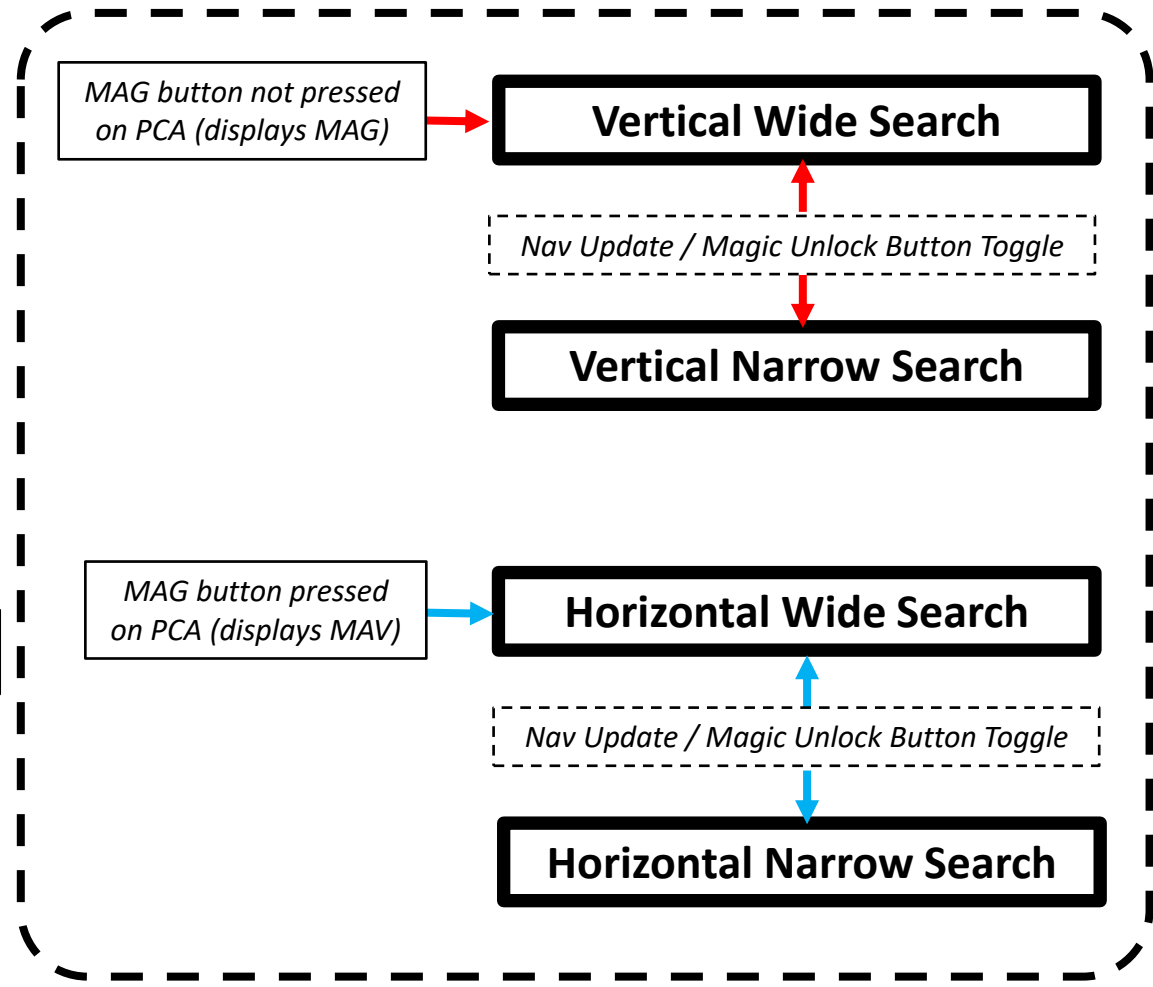 MAG button not pressed
on PCA (displays MAG)
Vertical Wide Search
Nav Update / Magic Unlock Button Toggle
Vertical Narrow Search
MAG button pressed
on PCA (displays MAV)
Horizontal Wide Search
Nav Update / Magic Unlock Button Toggle
Horizontal Narrow Search